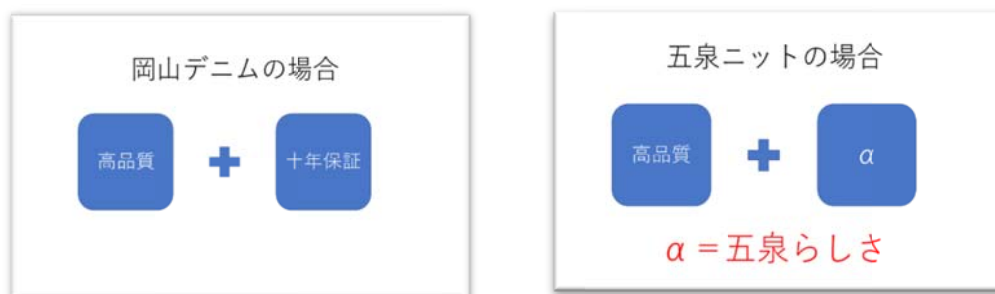 岡山デニムの場合
高品質
十年保証
五泉ニットの場合
高品質
α
α＝五泉らしさ